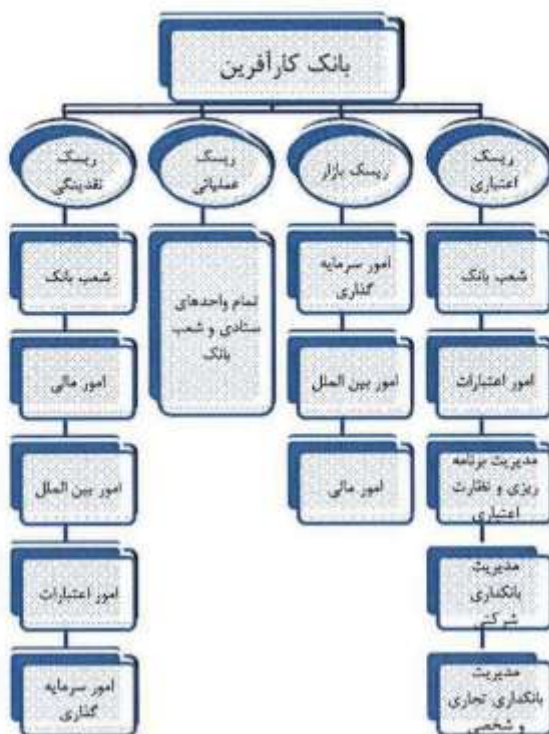 بانک کارآفرین
ریسک
اعتباری
ریسک بازار
ریسک
عملیاتی
ریسک
نقدینگی
شعب بانک
امور اعتبارات
مدیریت برنامه
ریزی و نظارت
اعتباری
مدیریت
بانکداری
شرکتی
مدیریت
بانکداری تجاری
و شخصی
امور سرمایه
گذاری
امور بین الملل
امور مالی
تمام واحدهای
ستادی و شعب
بانک
شعب بانک
امور مالی
امور بین الملل
امور اعتبارات
امور سرمایه
گذاری